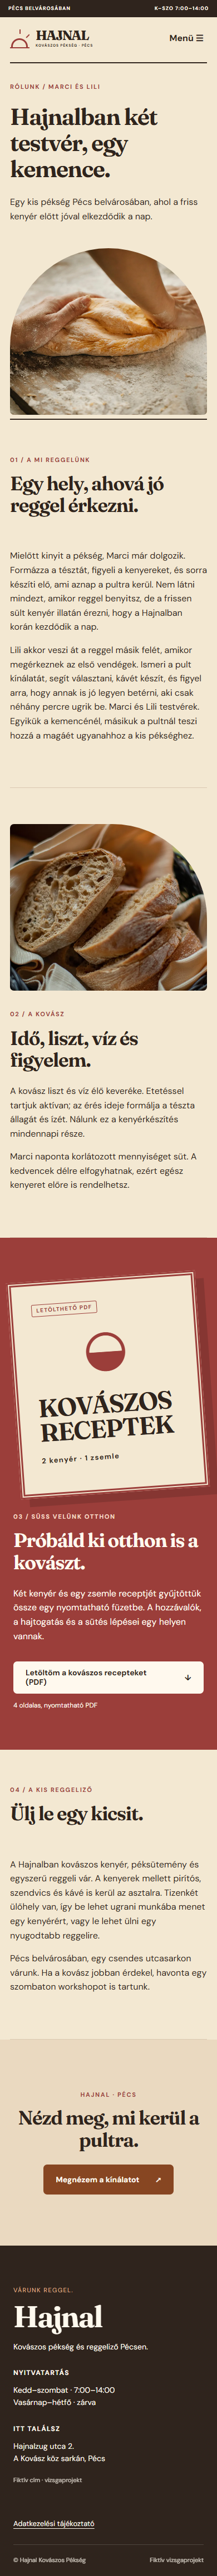 PÉCS BELVÁROSÁBAN
K–SZO 7:00–14:00
HAJNAL
KOVÁSZOS PÉKSÉG · PÉCS
Menü ☰
RÓLUNK / MARCI ÉS LILI
Hajnalban két
testvér, egy
kemence.
Egy kis pékség Pécs belvárosában, ahol a friss
kenyér előtt jóval elkezdődik a nap.
01 / A MI REGGELÜNK
Egy hely, ahová jó
reggel érkezni.
Mielőtt kinyit a pékség, Marci már dolgozik.
Formázza a tésztát, figyeli a kenyereket, és sorra
készíti elő, ami aznap a pultra kerül. Nem látni
mindezt, amikor reggel benyitsz, de a frissen
sült kenyér illatán érezni, hogy a Hajnalban
korán kezdődik a nap.
Lili akkor veszi át a reggel másik felét, amikor
megérkeznek az első vendégek. Ismeri a pult
kínálatát, segít választani, kávét készít, és figyel
arra, hogy annak is jó legyen betérni, aki csak
néhány percre ugrik be. Marci és Lili testvérek.
Egyikük a kemencénél, másikuk a pultnál teszi
hozzá a magáét ugyanahhoz a kis pékséghez.
02 / A KOVÁSZ
Idő, liszt, víz és
figyelem.
A kovász liszt és víz élő keveréke. Etetéssel
tartjuk aktívan; az érés ideje formálja a tészta
állagát és ízét. Nálunk ez a kenyérkészítés
mindennapi része.
Marci naponta korlátozott mennyiséget süt. A
kedvencek délre elfogyhatnak, ezért egész
kenyeret előre is rendelhetsz.
LETÖLTHETŐ PDF
KOVÁSZOS
RECEPTEK
2 kenyér · 1 zsemle
03 / SÜSS VELÜNK OTTHON
Próbáld ki otthon is a
kovászt.
Két kenyér és egy zsemle receptjét gyűjtöttük
össze egy nyomtatható füzetbe. A hozzávalók,
a hajtogatás és a sütés lépései egy helyen
vannak.
Letöltöm a kovászos recepteket
(PDF)
↓
4 oldalas, nyomtatható PDF
04 / A KIS REGGELIZŐ
Ülj le egy kicsit.
A Hajnalban kovászos kenyér, péksütemény és
egyszerű reggeli vár. A kenyerek mellett pirítós,
szendvics és kávé is kerül az asztalra. Tizenkét
ülőhely van, így be lehet ugrani munkába menet
egy kenyérért, vagy le lehet ülni egy
nyugodtabb reggelire.
Pécs belvárosában, egy csendes utcasarkon
várunk. Ha a kovász jobban érdekel, havonta egy
szombaton workshopot is tartunk.
HAJNAL · PÉCS
Nézd meg, mi kerül a
pultra.
Megnézem a kínálatot ↗
VÁRUNK REGGEL.
Hajnal
Kovászos pékség és reggeliző Pécsen.
NYITVATARTÁS
Kedd–szombat · 7:00–14:00
Vasárnap–hétfő · zárva
ITT TALÁLSZ
Hajnalzug utca 2.
A Kovász köz sarkán, Pécs
Fiktív cím · vizsgaprojekt
Adatkezelési tájékoztató
© Hajnal Kovászos Pékség
Fiktív vizsgaprojekt